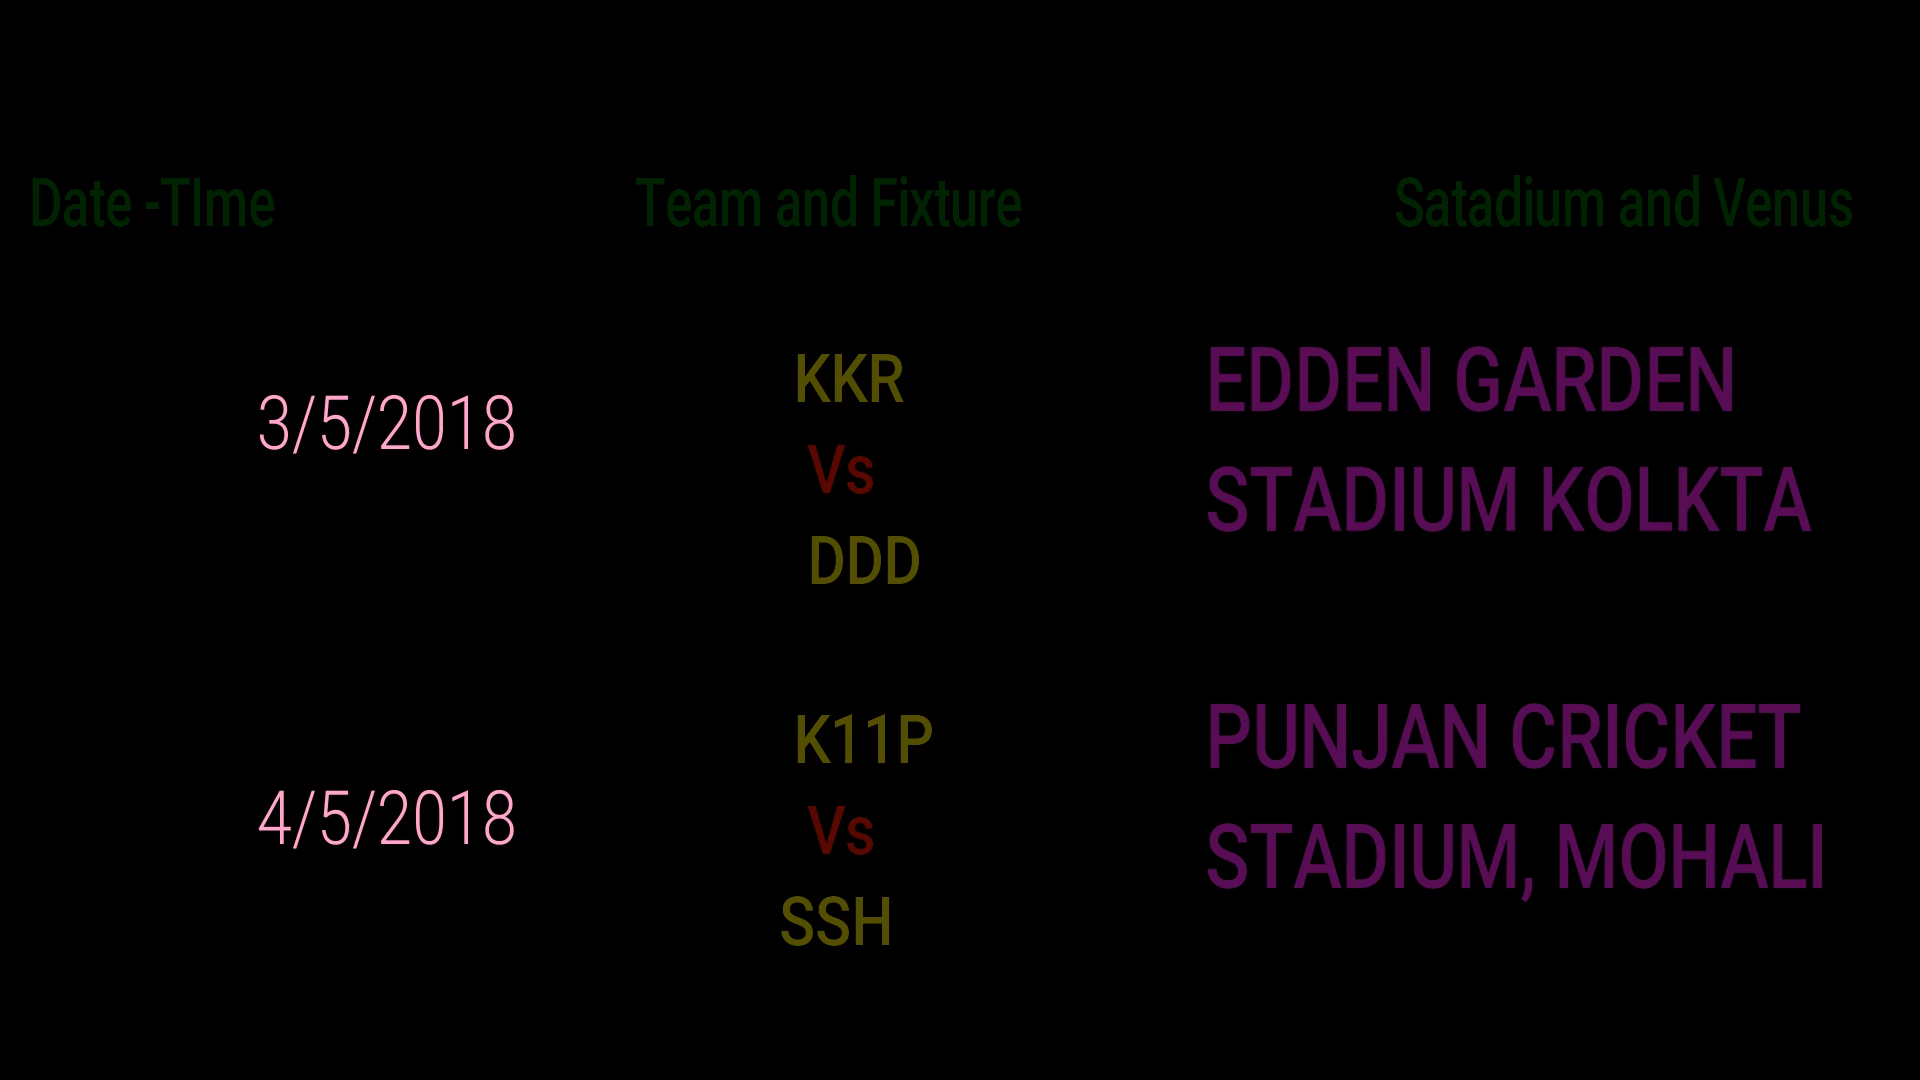 Date -TIme Team and Fixture Satadium and Venus
3/5/2018
KKR
Vs
DDD
EDDEN GARDEN
STADIUM KOLKTA
4/5/2018
K11P
Vs
SSH
PUNJAN CRICKET
STADIUM, MOHALI